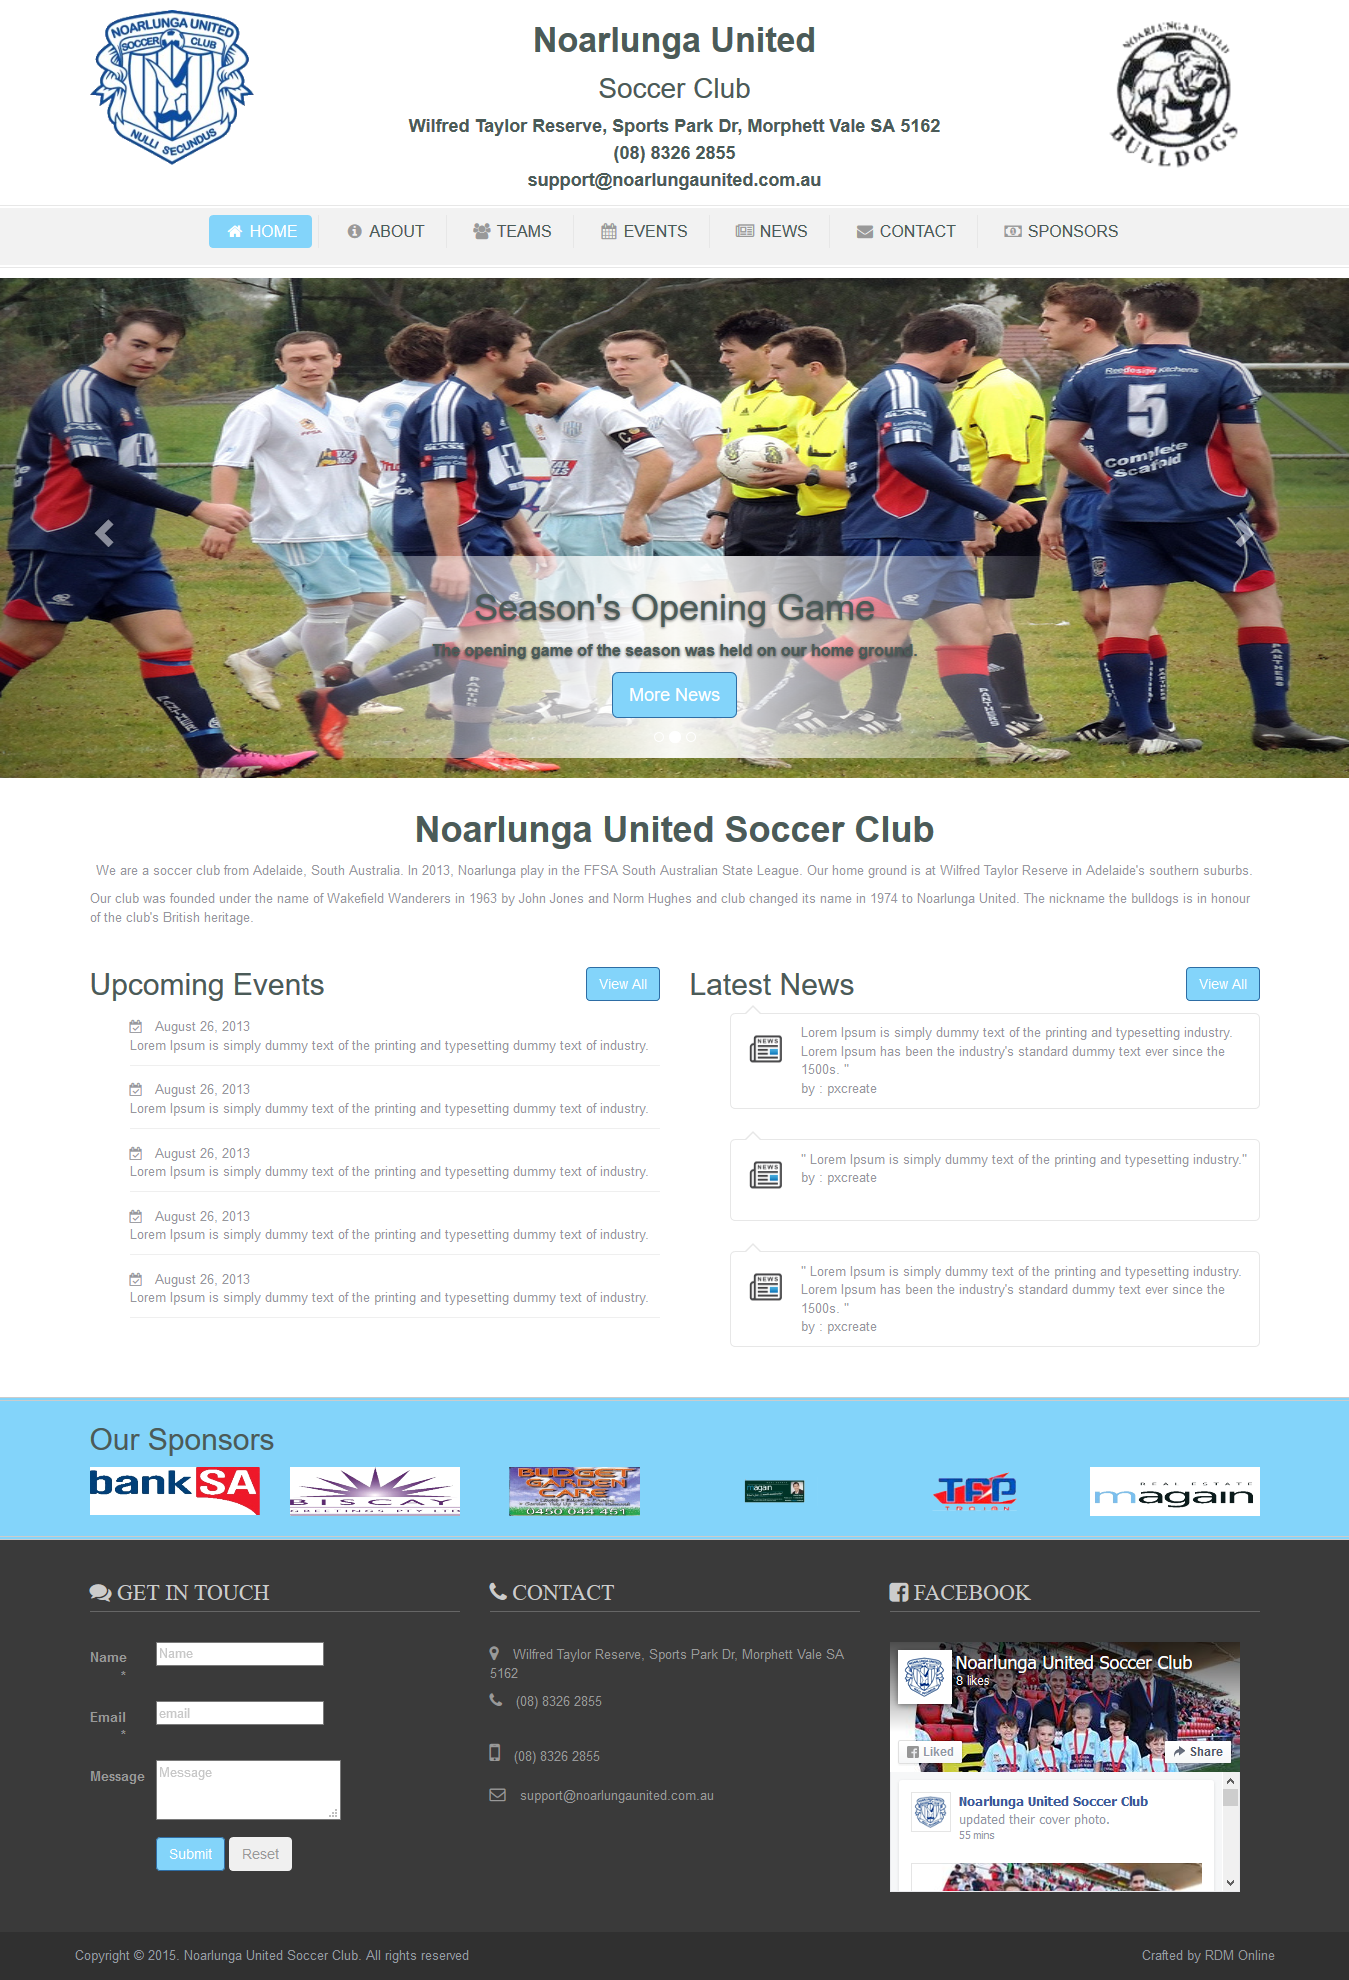 NOARLUNGA UNITED
SOCCER CLUB
NULLI SECUNDUS
Noarlunga United
Soccer Club
Wilfred Taylor Reserve, Sports Park Dr, Morphett Vale SA 5162
(08) 8326 2855
support@noarlungaunited.com.au
NOARLUNGA UNITED
BULLDOGS
HOME
ABOUT
TEAMS
EVENTS
NEWS
CONTACT
SPONSORS
Reedesign Kitchens
5
Complete
Scaffold
FFSA
C
PANTHERS
PANTHERS
PANTHERS
Season's Opening Game
The opening game of the season was held on our home ground.
More News
Noarlunga United Soccer Club
We are a soccer club from Adelaide, South Australia. In 2013, Noarlunga play in the FFSA South Australian State League. Our home ground is at Wilfred Taylor Reserve in Adelaide's southern suburbs.
Our club was founded under the name of Wakefield Wanderers in 1963 by John Jones and Norm Hughes and club changed its name in 1974 to Noarlunga United. The nickname the bulldogs is in honour
of the club's British heritage.
Upcoming Events
View All
August 26, 2013
Lorem Ipsum is simply dummy text of the printing and typesetting dummy text of industry.
August 26, 2013
Lorem Ipsum is simply dummy text of the printing and typesetting dummy text of industry.
August 26, 2013
Lorem Ipsum is simply dummy text of the printing and typesetting dummy text of industry.
August 26, 2013
Lorem Ipsum is simply dummy text of the printing and typesetting dummy text of industry.
August 26, 2013
Lorem Ipsum is simply dummy text of the printing and typesetting dummy text of industry.
Latest News
View All
NEWS
Lorem Ipsum is simply dummy text of the printing and typesetting industry.
Lorem Ipsum has been the industry's standard dummy text ever since the
1500s. "
by : pxcreate
NEWS
" Lorem Ipsum is simply dummy text of the printing and typesetting industry."
by : pxcreate
NEWS
" Lorem Ipsum is simply dummy text of the printing and typesetting industry.
Lorem Ipsum has been the industry's standard dummy text ever since the
1500s. "
by : pxcreate
Our Sponsors
bankSA
BISCAY
GREETINGS PTY LTD
BUDGET
GARDEN
CARE
0430 044 451
magain
TFP
TROJAN
REAL ESTATE
magain
GET IN TOUCH
Name
*
Name
Email
*
email
Message
Message
Submit
Reset
CONTACT
Wilfred Taylor Reserve, Sports Park Dr, Morphett Vale SA
5162
(08) 8326 2855
(08) 8326 2855
support@noarlungaunited.com.au
FACEBOOK
Noarlunga United Soccer Club
8 likes
Liked
Share
Noarlunga United Soccer Club
updated their cover photo.
55 mins
Copyright © 2015. Noarlunga United Soccer Club. All rights reserved
Crafted by RDM Online